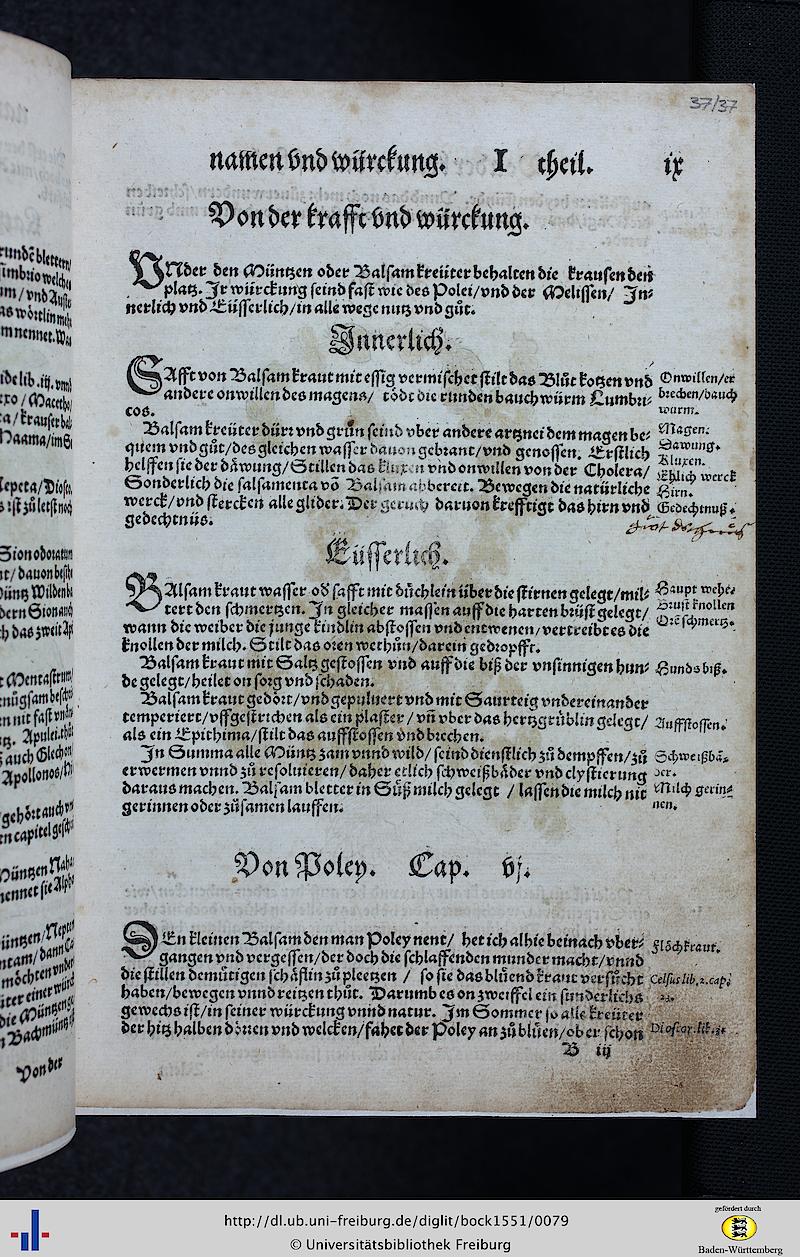 37/37
namen vnd würckung. I theil. ix
Von der krafft vnd würckung.
VNder den Müntzen oder Balsam kreüter behalten die krausen den
platz. Jr würckung seind fast wie des Polei/vnd der Melissen/ Jn⸗
nerlich vnd Eüsserlich/in alle wege nutz vnd gůt.
Jnnerlich.
SAfft von Balsam kraut mit essig vermischet stilt das Blůt kotzen vnd
andere onwillen des magens/ tödt die runden bauch würm Lumbri⸗
cos.
Onwillen/er
brechen/bauch
wurm.
Balsam kreüter dürr vnd grün seind vber andere artznei dem magen be⸗
quem vnd gůt/des gleichen wasser dauon gebrant/vnd genossen. Erstlich
helffen sie der däwung/Stillen das kluxen vnd onwillen von der Cholera/
Sonderlich die salsamenta võ Balsam abbereit. Bewegen die natürliche
werck/vnd stercken alle glider. Der geruch daruon krefftigt das hirn vnd
gedechtnüs.
Magen.
Dawung.
Kluxen.
Ehlich werck
Hirn.
Gedechtnuß.
Eüsserlich.
BAlsam kraut wasser od̕ safft mit düchlein über die stirnen gelegt/mil⸗
tert den schmertzen. Jn gleicher massen auff die harten brüst gelegt/
wann die weiber die junge kindlin abstossen vnd entwenen/vertreibt es die
knollen der milch. Stilt das oren wethůn/darein gedropfft.
Haupt wehe.
Brust knollen
Orē schmertz.
Balsam kraut mit Saltz gestossen vnd auff die biß der vnsinnigen hun⸗
de gelegt/heilet on sorg vnd schaden.
Hunds biß.
Balsam kraut gedört/vnd gepuluert vnd mit Saurteig vndereinander
temperiert/vffgestrichen als ein plaster/ vñ vber das hertzgrüblin gelegt/
als ein Epithima/stilt das auffstossen vnd brechen.
Auffstossen.
Jn Summa alle Müntz zam vnnd wild/seind dienstlich zů dempffen/zů
erwermen vnnd zů resoluieren/daher etlich schweißbäder vnd clystierung
daraus machen. Balsam bletter in Süß milch gelegt / lassen die milch nit
gerinnen oder zůsamen lauffen.
Schweißbä⸗
der.
Milch gerin⸗
nen.
Von Poley. Cap. vj.
DEn kleinen Balsam den man Poley nent/ het ich alhie beinach vber⸗
gangen vnd vergessen/der doch die schlaffenden munder macht/vnnd
die stillen demütigen schäflin zů pleetzen / so sie das blüend kraut versůcht
haben/bewegen vnnd reitzen thůt. Darumb es on zweiffel ein sunderlichs
gewechs ist/in seiner würckung vnnd natur. Jm Sommer so alle kreüter
der hitz halben dörren vnd welcken/fahet der Poley an zů blüen/ob er schon
Flöchkraut.
Celsus lib.2.cap.
Dioscor.lib.3.
B iij
Von der
http://dl.ub.uni-freiburg.de/diglit/bock1551/0079
© Universitätsbibliothek Freiburg
gefördert durch
Baden-Württemberg